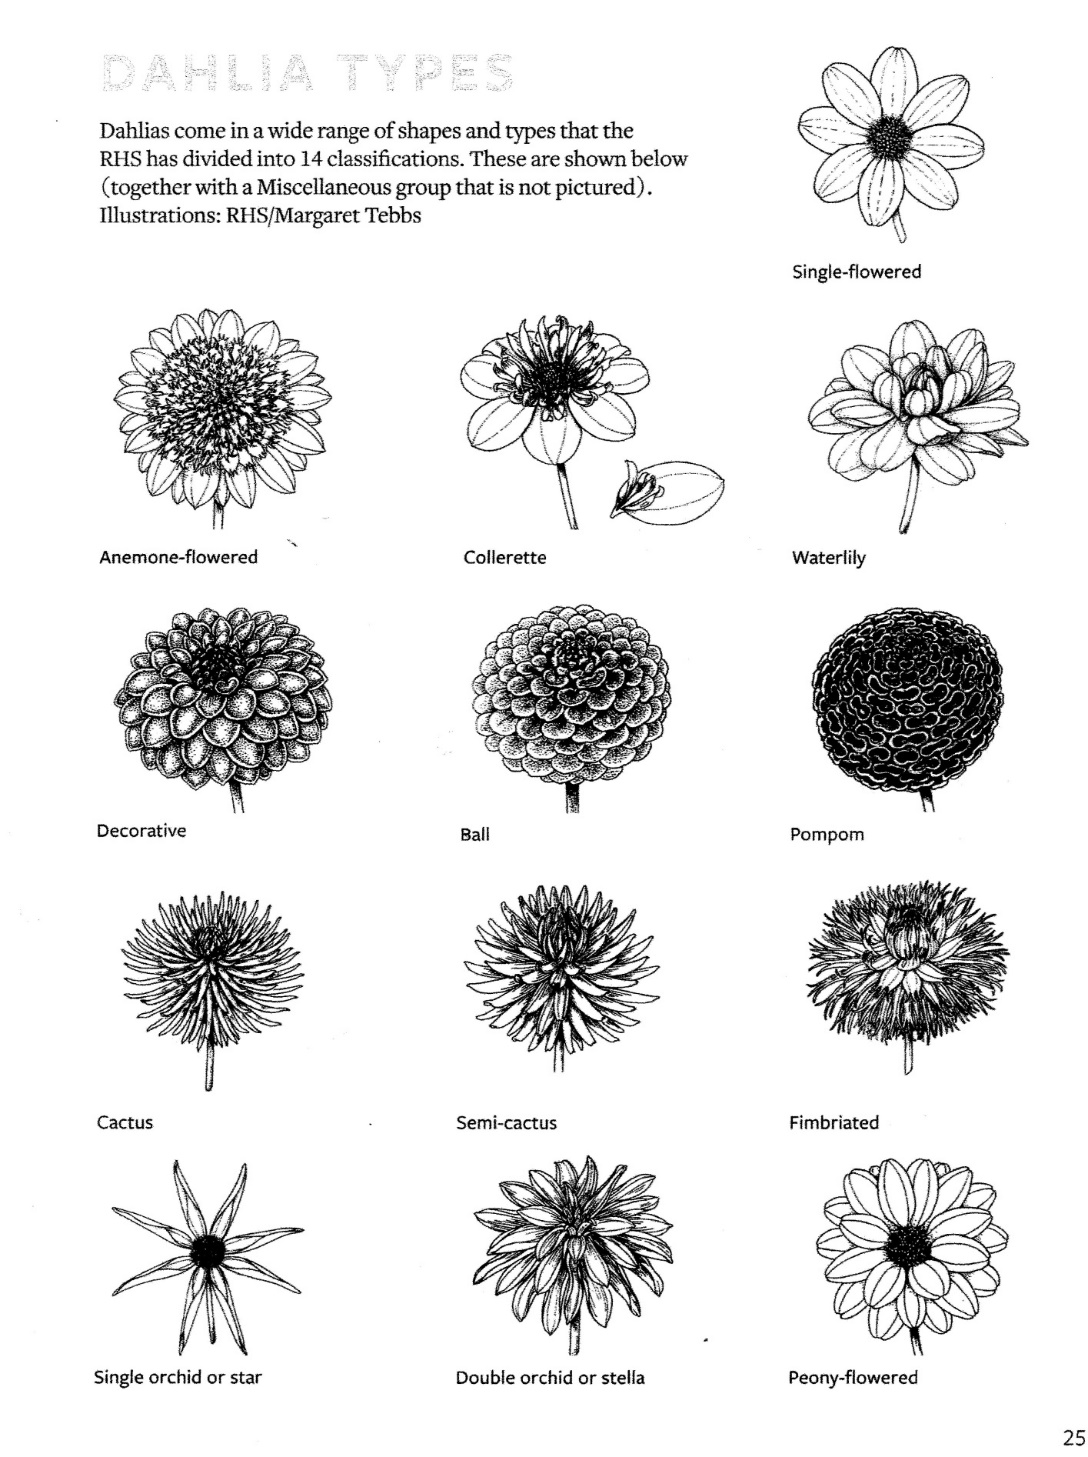 DAHLIA TYPES
Dahlias come in a wide range of shapes and types that the
RHS has divided into 14 classifications. These are shown below
(together with a Miscellaneous group that is not pictured).
Illustrations: RHS/Margaret Tebbs
Single-flowered
Anemone-flowered
Collerette
Waterlily
Decorative
Ball
Pompom
Cactus
Semi-cactus
Fimbriated
Single orchid or star
Double orchid or stella
Peony-flowered
25